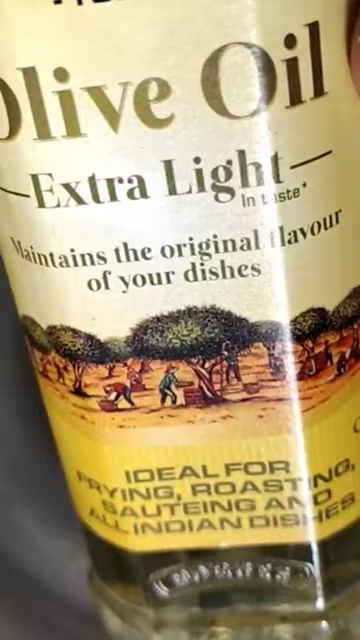 Olive Oil
Extra Light
In taste*
Maintains the original flavour
of your dishes
IDEAL FOR
FRYING, ROASTING,
SAUTEING AND
ALL INDIAN DISHES